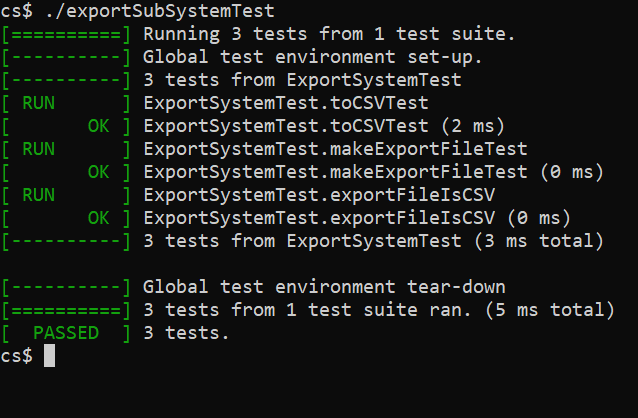 cs$ ./exportSubSystemTest
[==========] Running 3 tests from 1 test suite.
[----------] Global test environment set-up.
[----------] 3 tests from ExportSystemTest
[ RUN      ] ExportSystemTest.toCSVTest
[       OK ] ExportSystemTest.toCSVTest (2 ms)
[ RUN      ] ExportSystemTest.makeExportFileTest
[       OK ] ExportSystemTest.makeExportFileTest (0 ms)
[ RUN      ] ExportSystemTest.exportFileIsCSV
[       OK ] ExportSystemTest.exportFileIsCSV (0 ms)
[----------] 3 tests from ExportSystemTest (3 ms total)
[----------] Global test environment tear-down
[==========] 3 tests from 1 test suite ran. (5 ms total)
[  PASSED  ] 3 tests.
cs$